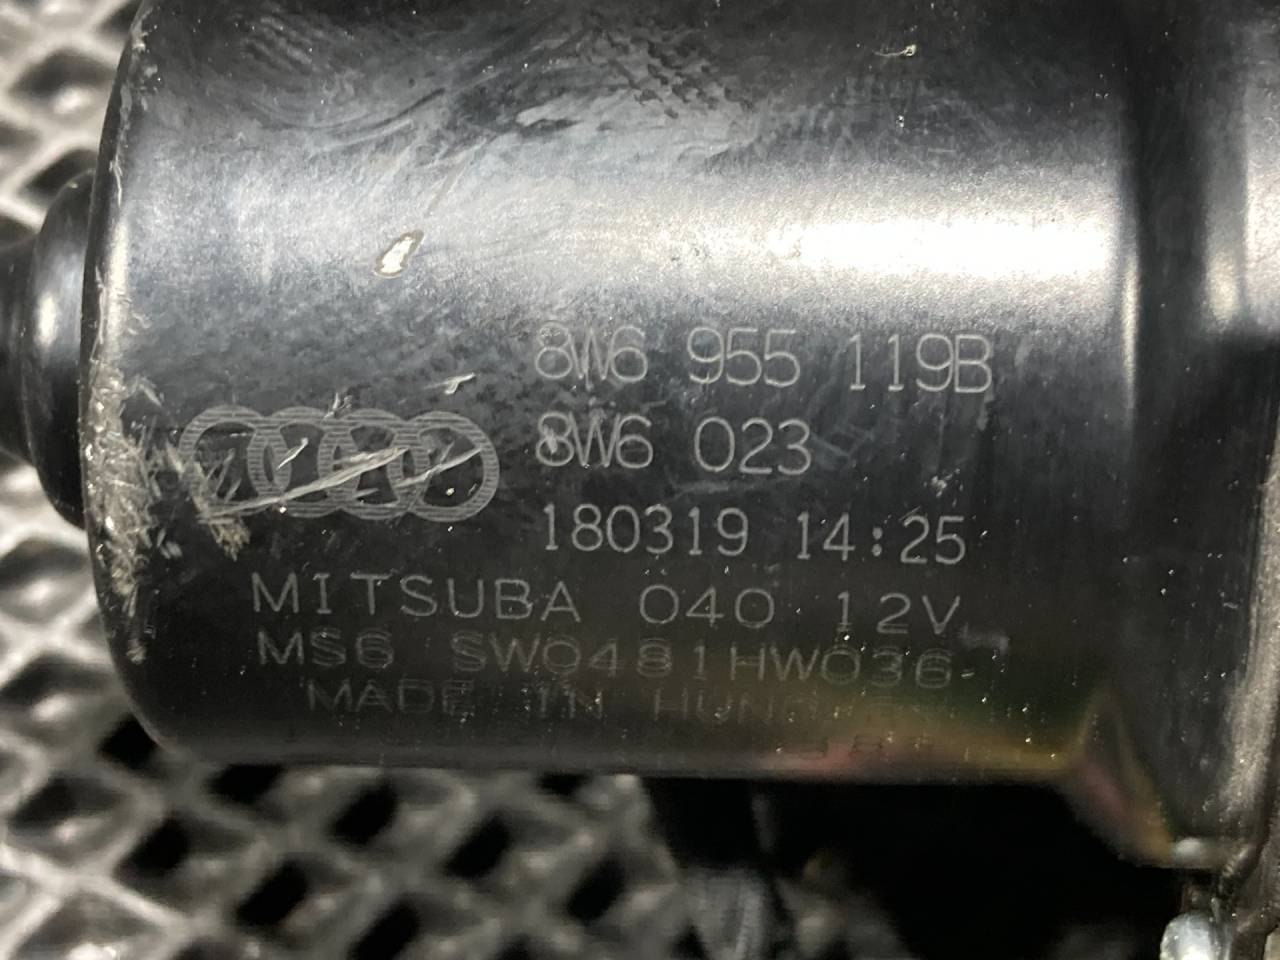 8W6 955 119B
8W6 023
180319 14:25
MITSUBA 040 12V
MS6 SW0481HW036
MADE IN